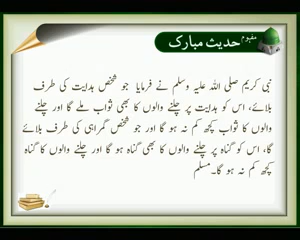 مفہوم حدیث مبارک
نبی کریم صلی اللہ علیہ وسلم نے فرمایا جو شخص ہدایت کی طرف
بلائے، اس کو ہدایت پر چلنے والوں کا بھی ثواب ملے گا اور چلنے
والوں کا ثواب کچھ کم نہ ہو گا اور جو شخص گمراہی کی طرف بلائے
گا، اس کو گناہ پر چلنے والوں کا بھی گناہ ہو گا اور چلنے والوں کا گناہ
کچھ کم نہ ہو گا۔ مسلم